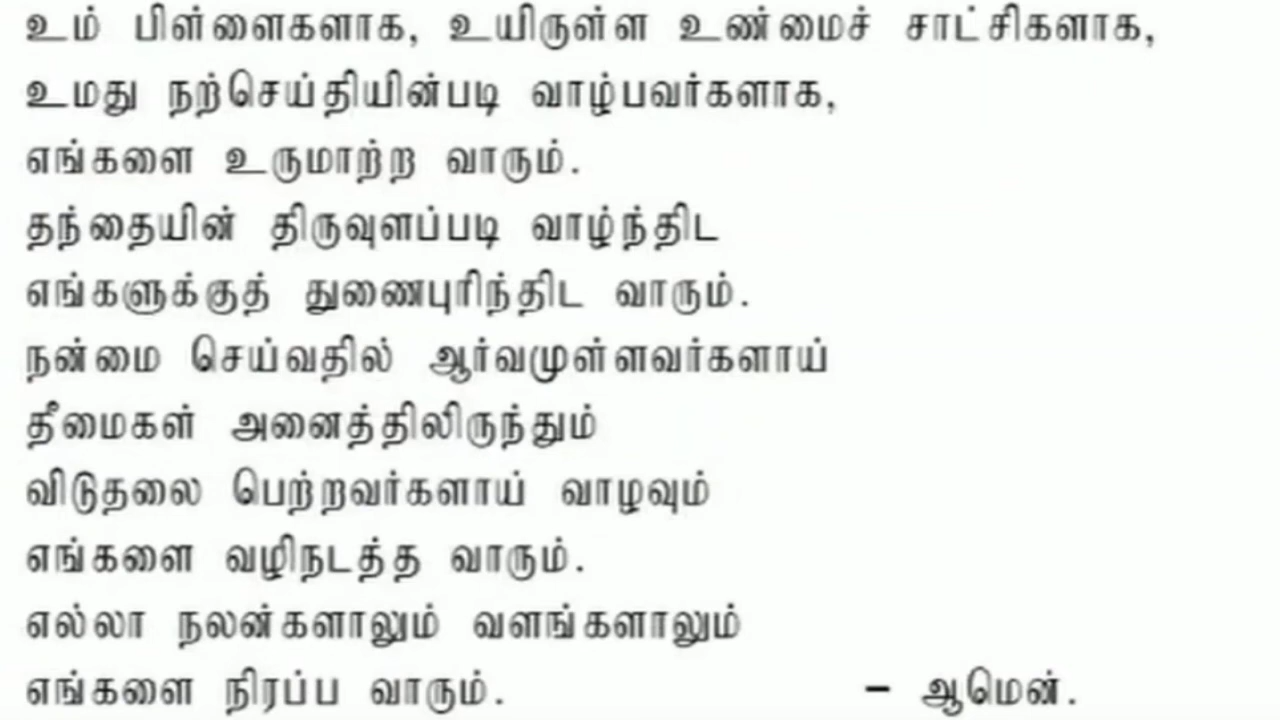 உம் பிள்ளைகளாக, உயிருள்ள உண்மைச் சாட்சிகளாக,
உமது நற்செய்தியின்படி வாழ்பவர்களாக,
எங்களை உருமாற்ற வாரும்.
தந்தையின் திருவுளப்படி வாழ்ந்திட
எங்களுக்குத் துணைபுரிந்திட வாரும்.
நன்மை செய்வதில் ஆர்வமுள்ளவர்களாய்
தீமைகள் அனைத்திலிருந்தும்
விடுதலை பெற்றவர்களாய் வாழவும்
எங்களை வழிநடத்த வாரும்.
எல்லா நலன்களாலும் வளங்களாலும்
எங்களை நிரப்ப வாரும். – ஆமென்.